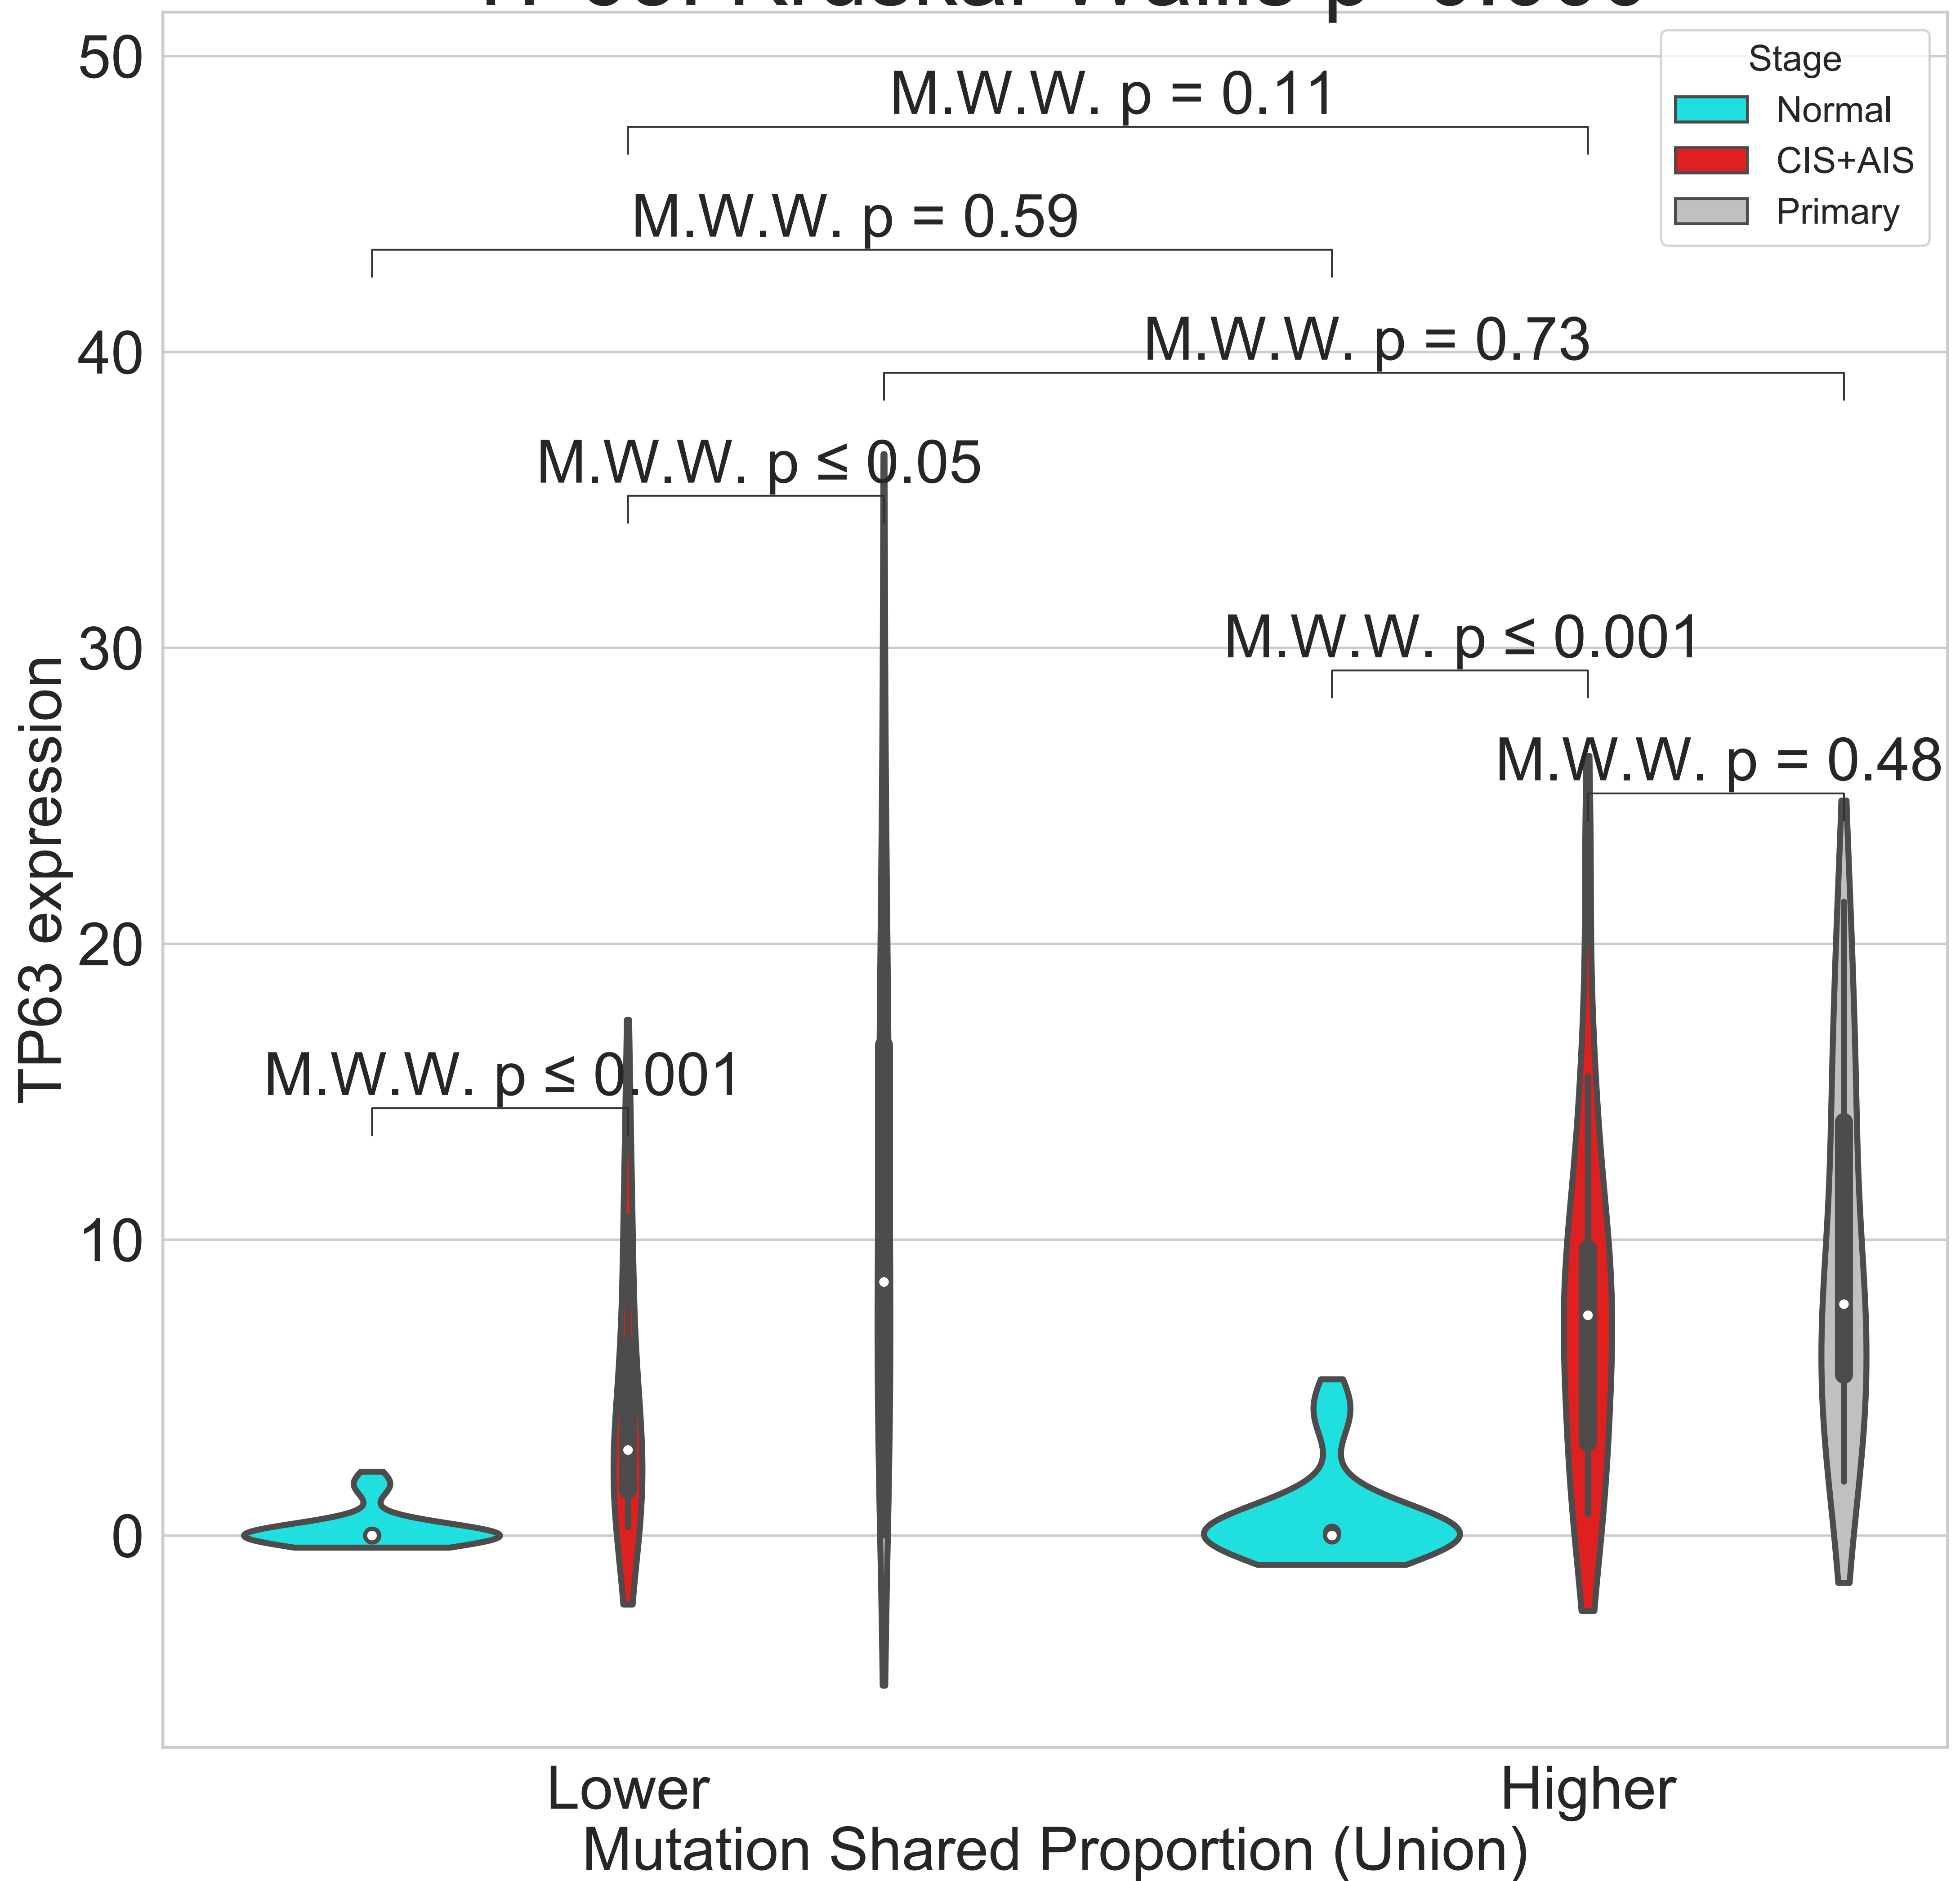 50
40
30
20
10
0
TP63 expression
Stage
Normal
CIS+AIS
Primary
M.W.W. p = 0.11
M.W.W. p = 0.59
M.W.W. p = 0.73
M.W.W. p ≤ 0.05
M.W.W. p ≤ 0.001
M.W.W. p = 0.48
M.W.W. p ≤ 0.001
Lower
Higher
Mutation Shared Proportion (Union)